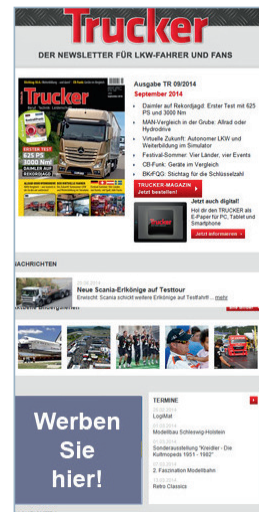 Trucker
DER NEWSLETTER FÜR LKW-FAHRER UND FANS
Trucker
ERSTER TEST
625 PS
3000 Nm!
DAIMLER AUF
REKORDJAGD
Ausgabe TR 09/2014
September 2014
Daimler auf Rekordjagd: Erster Test mit 625
PS und 3000 Nm
MAN-Vergleich in der Grube: Allrad oder
Hydrodrive
Virtuelle Zukunft: Autonomer LKW und
Weiterbildung im Simulator
Festival-Sommer: Vier Länder, vier Events
CB-Funk: Geräte im Vergleich
BKrFQG: Stichtag für die Schlüsselzahl
TRUCKER-MAGAZIN
Jetzt bestellen!
Jetzt auch digital!
Hol dir den TRUCKER als
E-Paper für PC, Tablet und
Smartphone
Jetzt informieren
NACHRICHTEN
Neue Scania-Erlkönige auf Testtour
Erwischt: Scania schickt weitere Erlkönige auf Testfahrt! ... mehr
Werben
Sie
hier!
TERMINE
LogiMat
Modellbau Schleswig-Holstein
Sonderausstellung "Kreidler - Die
Kultmopeds 1951 - 1982"
2. Faszination Modellbahn
Retro Classics